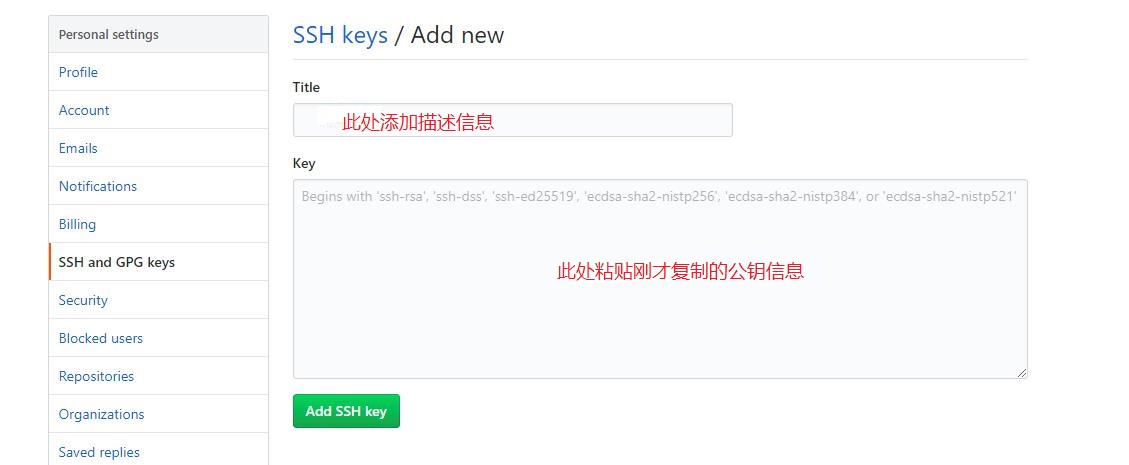 Personal settings
Profile
Account
Emails
Notifications
Billing
SSH and GPG keys
Security
Blocked users
Repositories
Organizations
Saved replies
SSH keys / Add new
Title
此处添加描述信息
Key
Begins with 'ssh-rsa', 'ssh-dss', 'ssh-ed25519', 'ecdsa-sha2-nistp256', 'ecdsa-sha2-nistp384', or 'ecdsa-sha2-nistp521'
此处粘贴刚才复制的公钥信息
Add SSH key